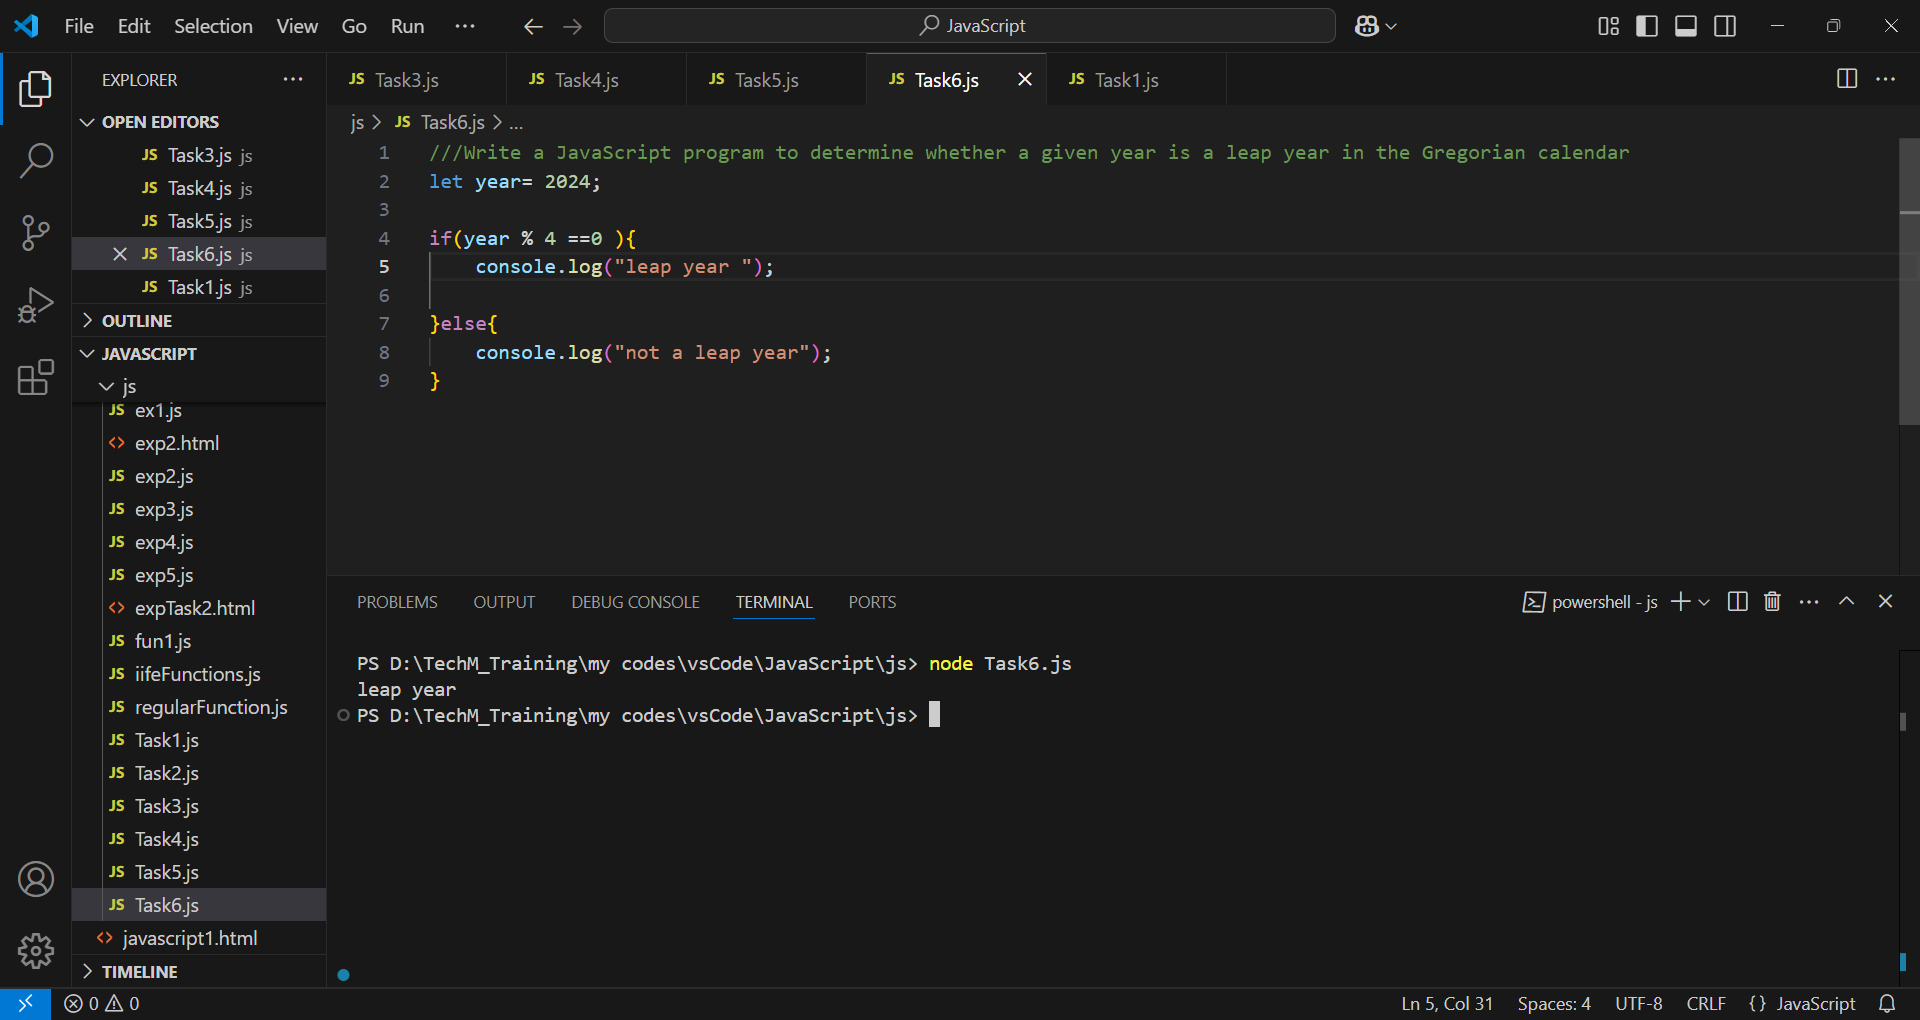 File Edit Selection View Go Run ...
JavaScript
EXPLORER ...
OPEN EDITORS
JS Task3.js js
JS Task4.js js
JS Task5.js js
JS Task6.js js
JS Task1.js js
OUTLINE
JAVASCRIPT
js
JS ex1.js
<> exp2.html
JS exp2.js
JS exp3.js
JS exp4.js
JS exp5.js
<> expTask2.html
JS fun1.js
JS iifeFunctions.js
JS regularFunction.js
JS Task1.js
JS Task2.js
JS Task3.js
JS Task4.js
JS Task5.js
JS Task6.js
<> javascript1.html
TIMELINE
JS Task3.js JS Task4.js JS Task5.js JS Task6.js JS Task1.js
js > JS Task6.js > ...
1 ///Write a JavaScript program to determine whether a given year is a leap year in the Gregorian calendar
2 let year= 2024;
3
4 if(year % 4 ==0 ){
5 console.log("leap year ");
6
7 }else{
8 console.log("not a leap year");
9 }
PROBLEMS OUTPUT DEBUG CONSOLE TERMINAL PORTS
powershell - js
PS D:\TechM_Training\my codes\vsCode\JavaScript\js> node Task6.js
leap year
PS D:\TechM_Training\my codes\vsCode\JavaScript\js>
0 0
Ln 5, Col 31 Spaces: 4 UTF-8 CRLF {} JavaScript